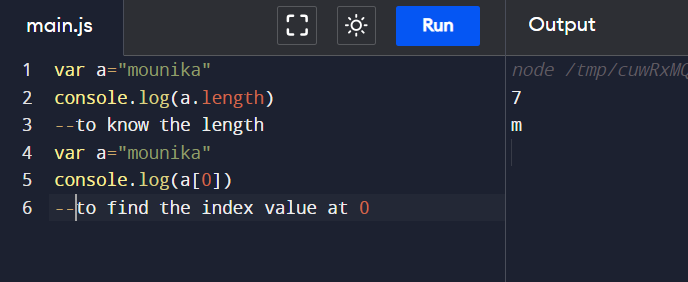 main.js
Run
Output
1 var a="mounika"
2 console.log(a.length)
3 --to know the length
4 var a="mounika"
5 console.log(a[0])
6 --to find the index value at 0
node /tmp/cuwRxMQ
7
m